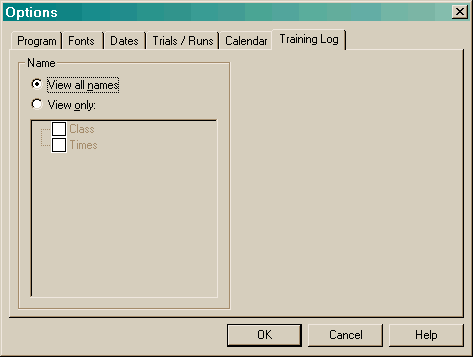 Options
Program Fonts Dates Trials / Runs Calendar Training Log
Name
View all names
View only:
Class
Times
OK Cancel Help